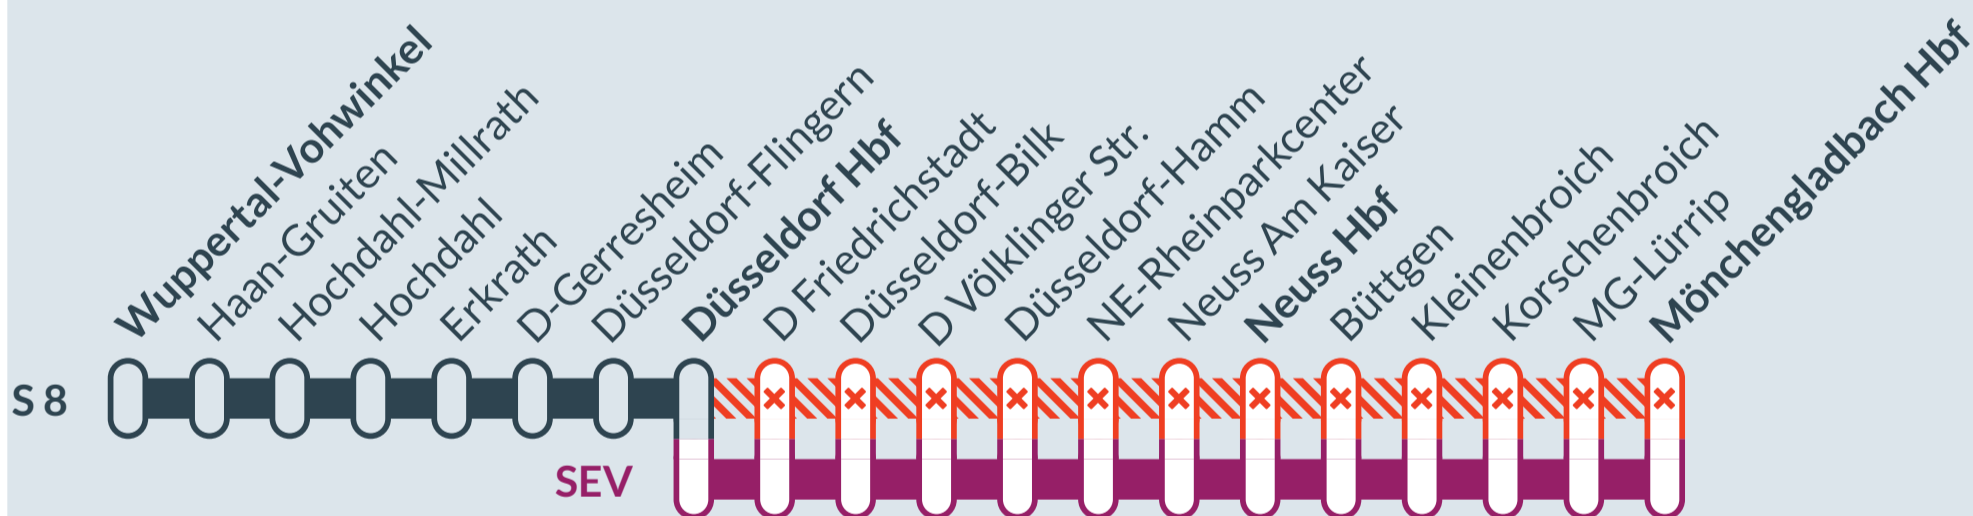 Wuppertal-Vohwinkel
Haan-Gruiten
Hochdahl-Millrath
Hochdahl
Erkrath
D-Gerresheim
Düsseldorf-Flingern
Düsseldorf Hbf
D Friedrichstadt
Düsseldorf-Bilk
D Völklinger Str.
Düsseldorf-Hamm
NE-Rheinparkcenter
Neuss Am Kaiser
Neuss Hbf
Büttgen
Kleinenbroich
Korschenbroich
MG-Lürrip
Mönchengladbach Hbf
S 8
SEV